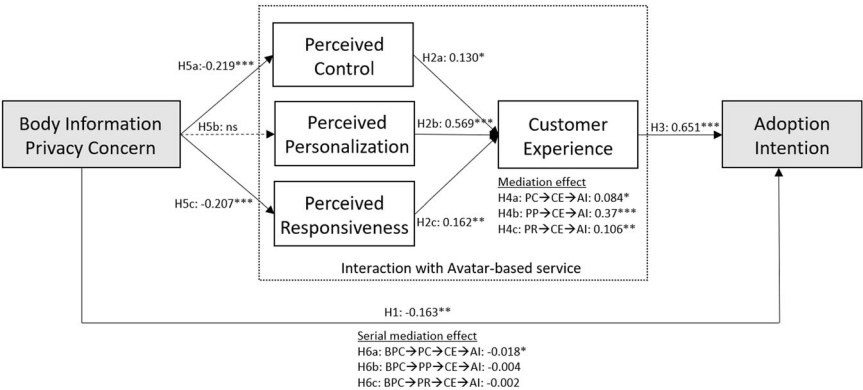 Perceived
Control
H5a:-0.219***
H2a: 0.130*
Body Information
Privacy Concern
H5b: ns
Perceived
Personalization
H2b: 0.569***
Customer
Experience
H3: 0.651***
Adoption
Intention
H5c: -0.207***
Perceived
Responsiveness
H2c: 0.162**
Mediation effect
H4a: PC→CE→AI: 0.084*
H4b: PP→CE→AI: 0.37***
H4c: PR→CE→AI: 0.106**
Interaction with Avatar-based service
H1: -0.163**
Serial mediation effect
H6a: BPC→PC→CE→AI: -0.018*
H6b: BPC→PP→CE→AI: -0.004
H6c: BPC→PR→CE→AI: -0.002